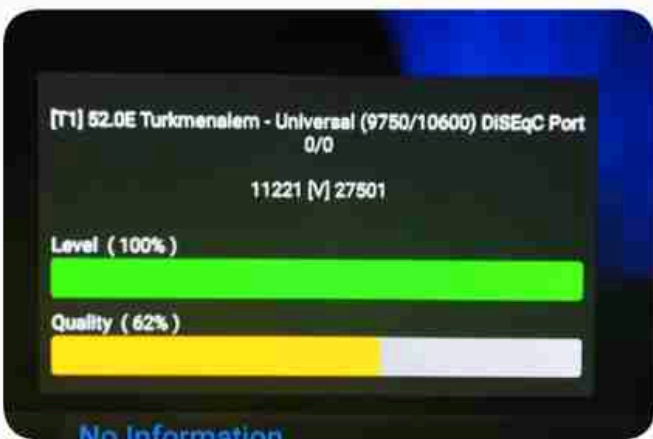 [T1] 52.0E Turkmenalem - Universal (9750/10600) DiSEqC Port
0/0
11221 [V] 27501
Level ( 100% )
Quality ( 62% )
No Information